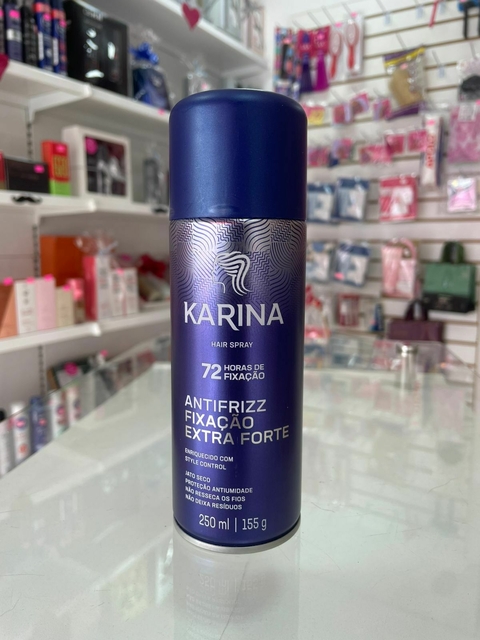 KARINA
HAIR SPRAY
72 HORAS DE
FIXAÇÃO
ANTIFRIZZ
FIXAÇÃO
EXTRA FORTE
ENRIQUECIDO COM
STYLE CONTROL
JATO SECO
PROTEÇÃO ANTIUMIDADE
NÃO RESSECA OS FIOS
NÃO DEIXA RESÍDUOS
250 ml | 155 g